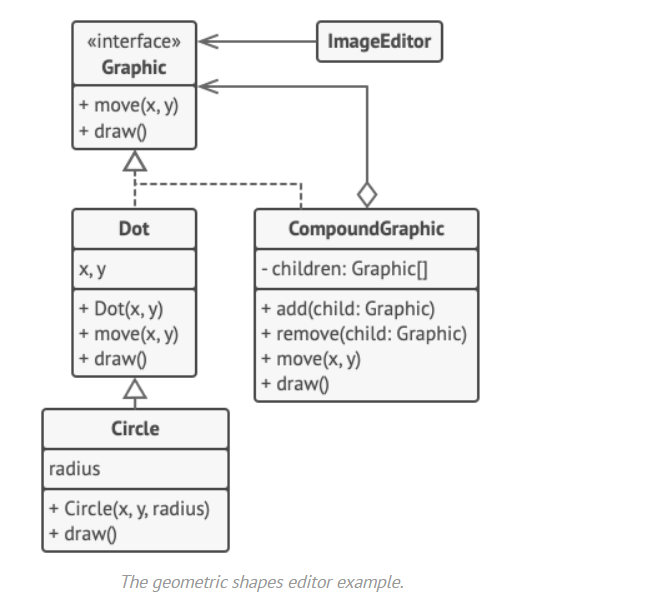 «interface»
Graphic
+ move(x, y)
+ draw()
ImageEditor
Dot
x, y
+ Dot(x, y)
+ move(x, y)
+ draw()
CompoundGraphic
- children: Graphic[]
+ add(child: Graphic)
+ remove(child: Graphic)
+ move(x, y)
+ draw()
Circle
radius
+ Circle(x, y, radius)
+ draw()
The geometric shapes editor example.